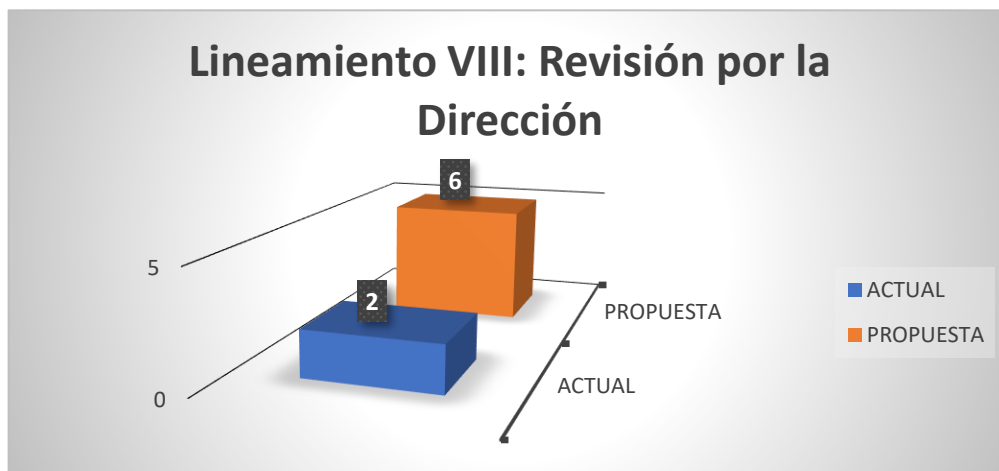 Lineamiento VIII: Revisión por la
Dirección
6
5
2
0
PROPUESTA
ACTUAL
ACTUAL
PROPUESTA